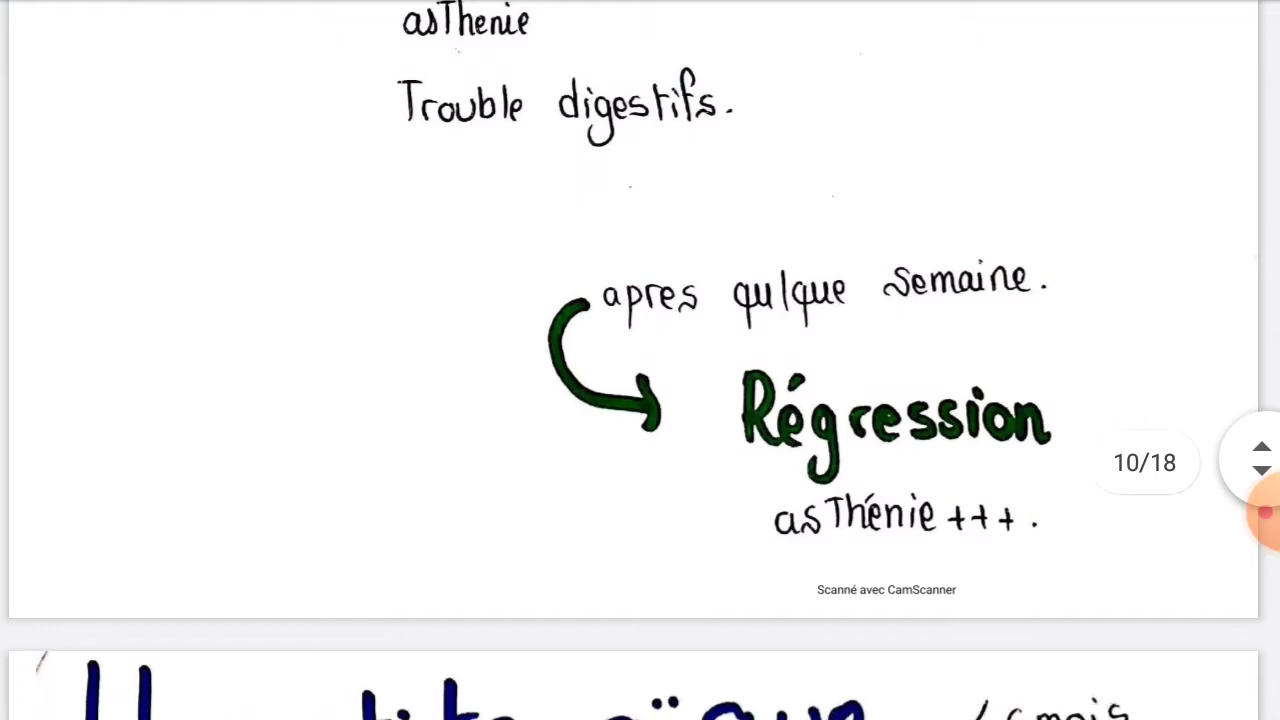 asThenie
Trouble digestifs.
apres qulque semaine.
Régression
10/18
asThénie +++.
Scanné avec CamScanner